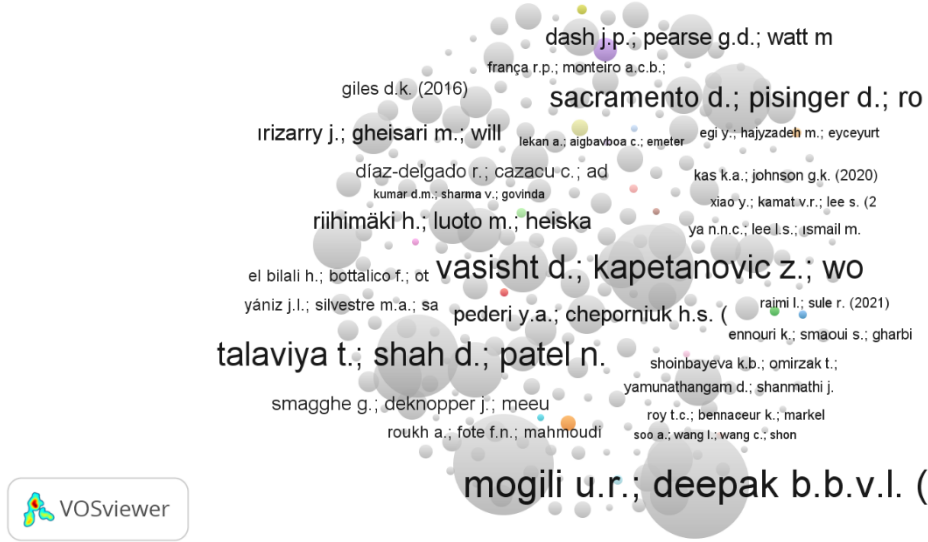 dash j.p.; pearse g.d.; watt m
frança r.p.; monteiro a.c.b.;
giles d.k. (2016)
sacramento d.; pisinger d.; ro
ırizarry j.; gheisari m.; will
lekan a.; aigbavboa c.; emeter
egi y.; hajyzadeh m.; eyceyurt
díaz-delgado r.; cazacu c.; ad
kas k.a.; johnson g.k. (2020)
kumar d.m.; sharma v.; govinda
xiao y.; kamat v.r.; lee s. (2
riihimäki h.; luoto m.; heiska
ya n.n.c.; lee l.s.; ısmail m.
el bilali h.; bottalico f.; ot
vasisht d.; kapetanovic z.; wo
yániz j.l.; silvestre m.a.; sa
pederi y.a.; cheporniuk h.s. (
raimi l.; sule r. (2021)
ennouri k.; smaoui s.; gharbi
talaviya t.; shah d.; patel n.
shoinbayeva k.b.; omirzak t.;
yamunathangam d.; shanmathi j.
smagghe g.; deknopper j.; meeu
roy t.c.; bennaceur k.; markel
roukh a.; fote f.n.; mahmoudi
soo a.; wang l.; wang c.; shon
mogili u.r.; deepak b.b.v.l. (
VOSviewer